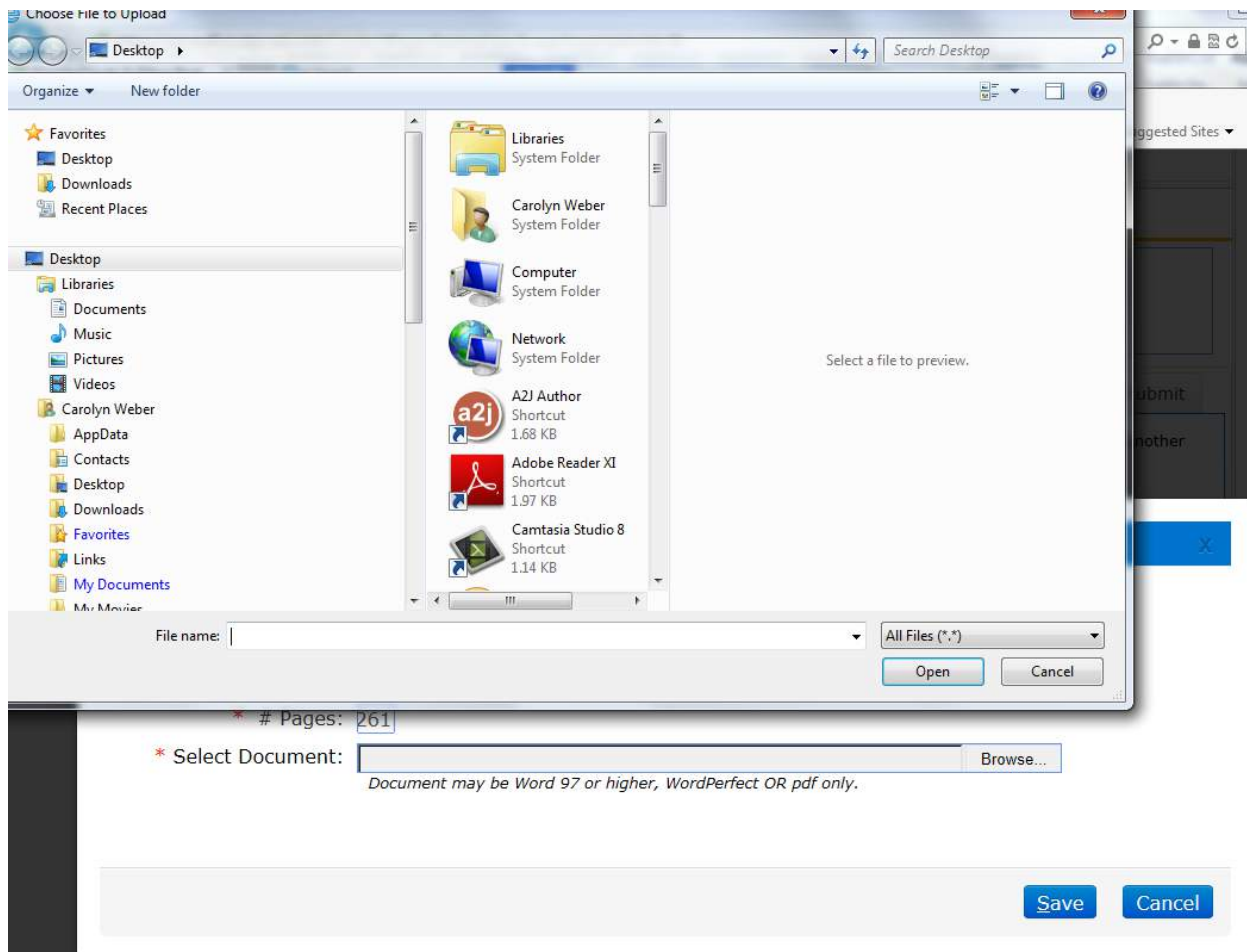 Choose File to Upload
Desktop
Search Desktop
Organize
New folder
Favorites
Desktop
Downloads
Recent Places
Desktop
Libraries
Documents
Music
Pictures
Videos
Carolyn Weber
AppData
Contacts
Desktop
Downloads
Favorites
Links
My Documents
My Movies
Libraries
System Folder
Carolyn Weber
System Folder
Computer
System Folder
Network
System Folder
a2j
A2J Author
Shortcut
1.68 KB
Adobe Reader XI
Shortcut
1.97 KB
Camtasia Studio 8
Shortcut
1.14 KB
Select a file to preview.
ggested Sites
ubmit
nother
X
File name:
All Files (*.*)
Open
Cancel
* # Pages: 261
* Select Document:
Browse...
Document may be Word 97 or higher, WordPerfect OR pdf only.
Save
Cancel